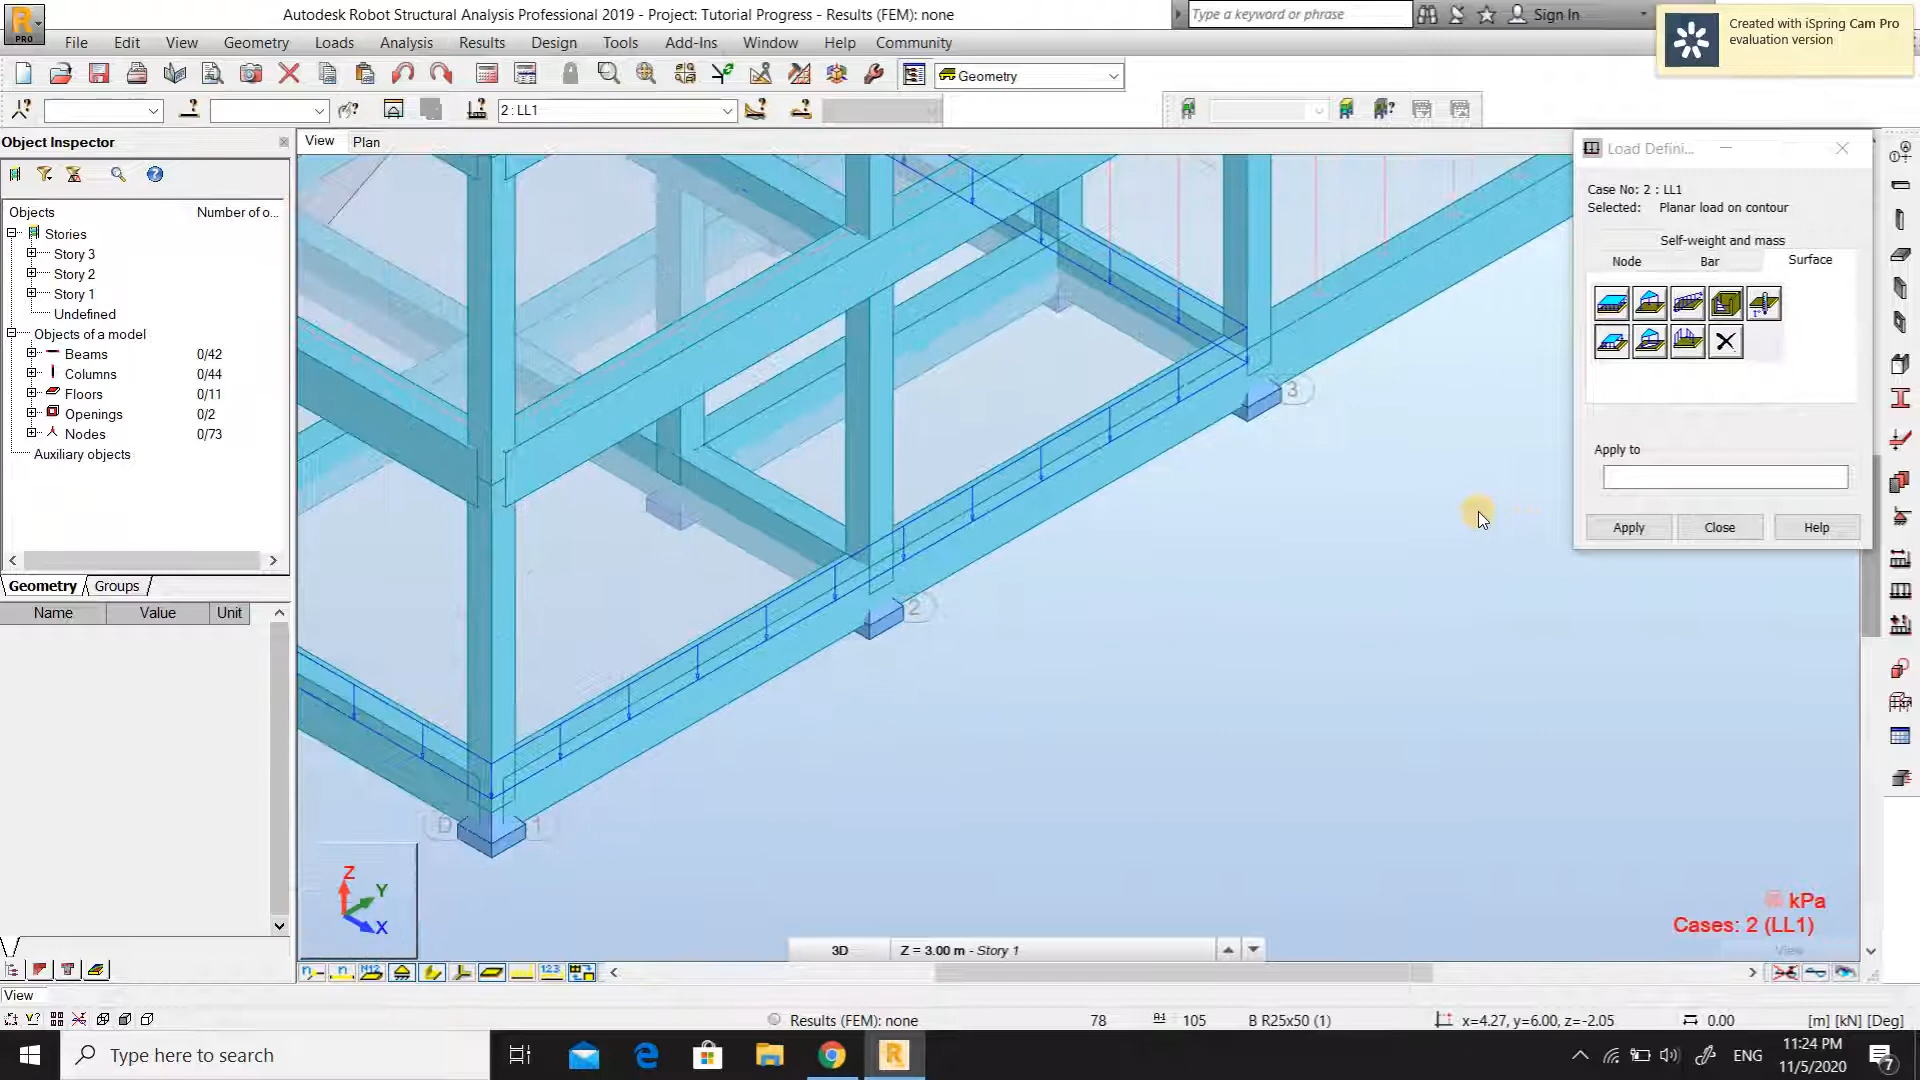 PRO
Autodesk Robot Structural Analysis Professional 2019 - Project: Tutorial Progress - Results (FEM): none
Type a keyword or phrase
Sign In
Created with iSpring Cam Pro
evaluation version
File Edit View Geometry Loads Analysis Results Design Tools Add-Ins Window Help Community
Geometry
2 : LL1
Object Inspector
View Plan
Load Defini...
Case No: 2 : LL1
Selected: Planar load on contour
Self-weight and mass
Node Bar Surface
Apply to
Apply Close Help
Objects Number of o...
Stories
Story 3
Story 2
Story 1
Undefined
Objects of a model
Beams 0/42
Columns 0/44
Floors 0/11
Openings 0/2
Nodes 0/73
Auxiliary objects
Geometry Groups
Name Value Unit
3
2
D 1
Z
Y
X
kPa
Cases: 2 (LL1)
View
3D Z = 3.00 m - Story 1
View
Results (FEM): none 78 105 B R25x50 (1) x=4.27, y=6.00, z=-2.05 0.00 [m] [kN] [Deg]
Type here to search
ENG
11:24 PM
11/5/2020
7